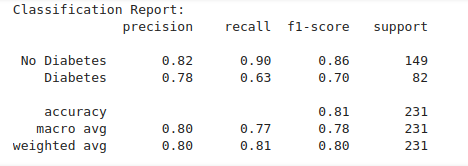 Classification Report:
precision recall f1-score support
No Diabetes 0.82 0.90 0.86 149
Diabetes 0.78 0.63 0.70 82
accuracy 0.81 231
macro avg 0.80 0.77 0.78 231
weighted avg 0.80 0.81 0.80 231